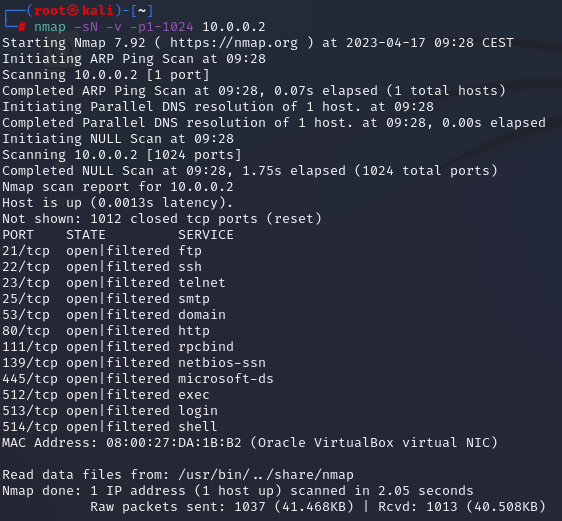 ┌──(root㉿kali)-[~]
└─# nmap -sN -v -p1-1024 10.0.0.2
Starting Nmap 7.92 ( https://nmap.org ) at 2023-04-17 09:28 CEST
Initiating ARP Ping Scan at 09:28
Scanning 10.0.0.2 [1 port]
Completed ARP Ping Scan at 09:28, 0.07s elapsed (1 total hosts)
Initiating Parallel DNS resolution of 1 host. at 09:28
Completed Parallel DNS resolution of 1 host. at 09:28, 0.00s elapsed
Initiating NULL Scan at 09:28
Scanning 10.0.0.2 [1024 ports]
Completed NULL Scan at 09:28, 1.75s elapsed (1024 total ports)
Nmap scan report for 10.0.0.2
Host is up (0.0013s latency).
Not shown: 1012 closed tcp ports (reset)
PORT    STATE         SERVICE
21/tcp  open|filtered ftp
22/tcp  open|filtered ssh
23/tcp  open|filtered telnet
25/tcp  open|filtered smtp
53/tcp  open|filtered domain
80/tcp  open|filtered http
111/tcp open|filtered rpcbind
139/tcp open|filtered netbios-ssn
445/tcp open|filtered microsoft-ds
512/tcp open|filtered exec
513/tcp open|filtered login
514/tcp open|filtered shell
MAC Address: 08:00:27:DA:1B:B2 (Oracle VirtualBox virtual NIC)
Read data files from: /usr/bin/../share/nmap
Nmap done: 1 IP address (1 host up) scanned in 2.05 seconds
           Raw packets sent: 1037 (41.468KB) | Rcvd: 1013 (40.508KB)